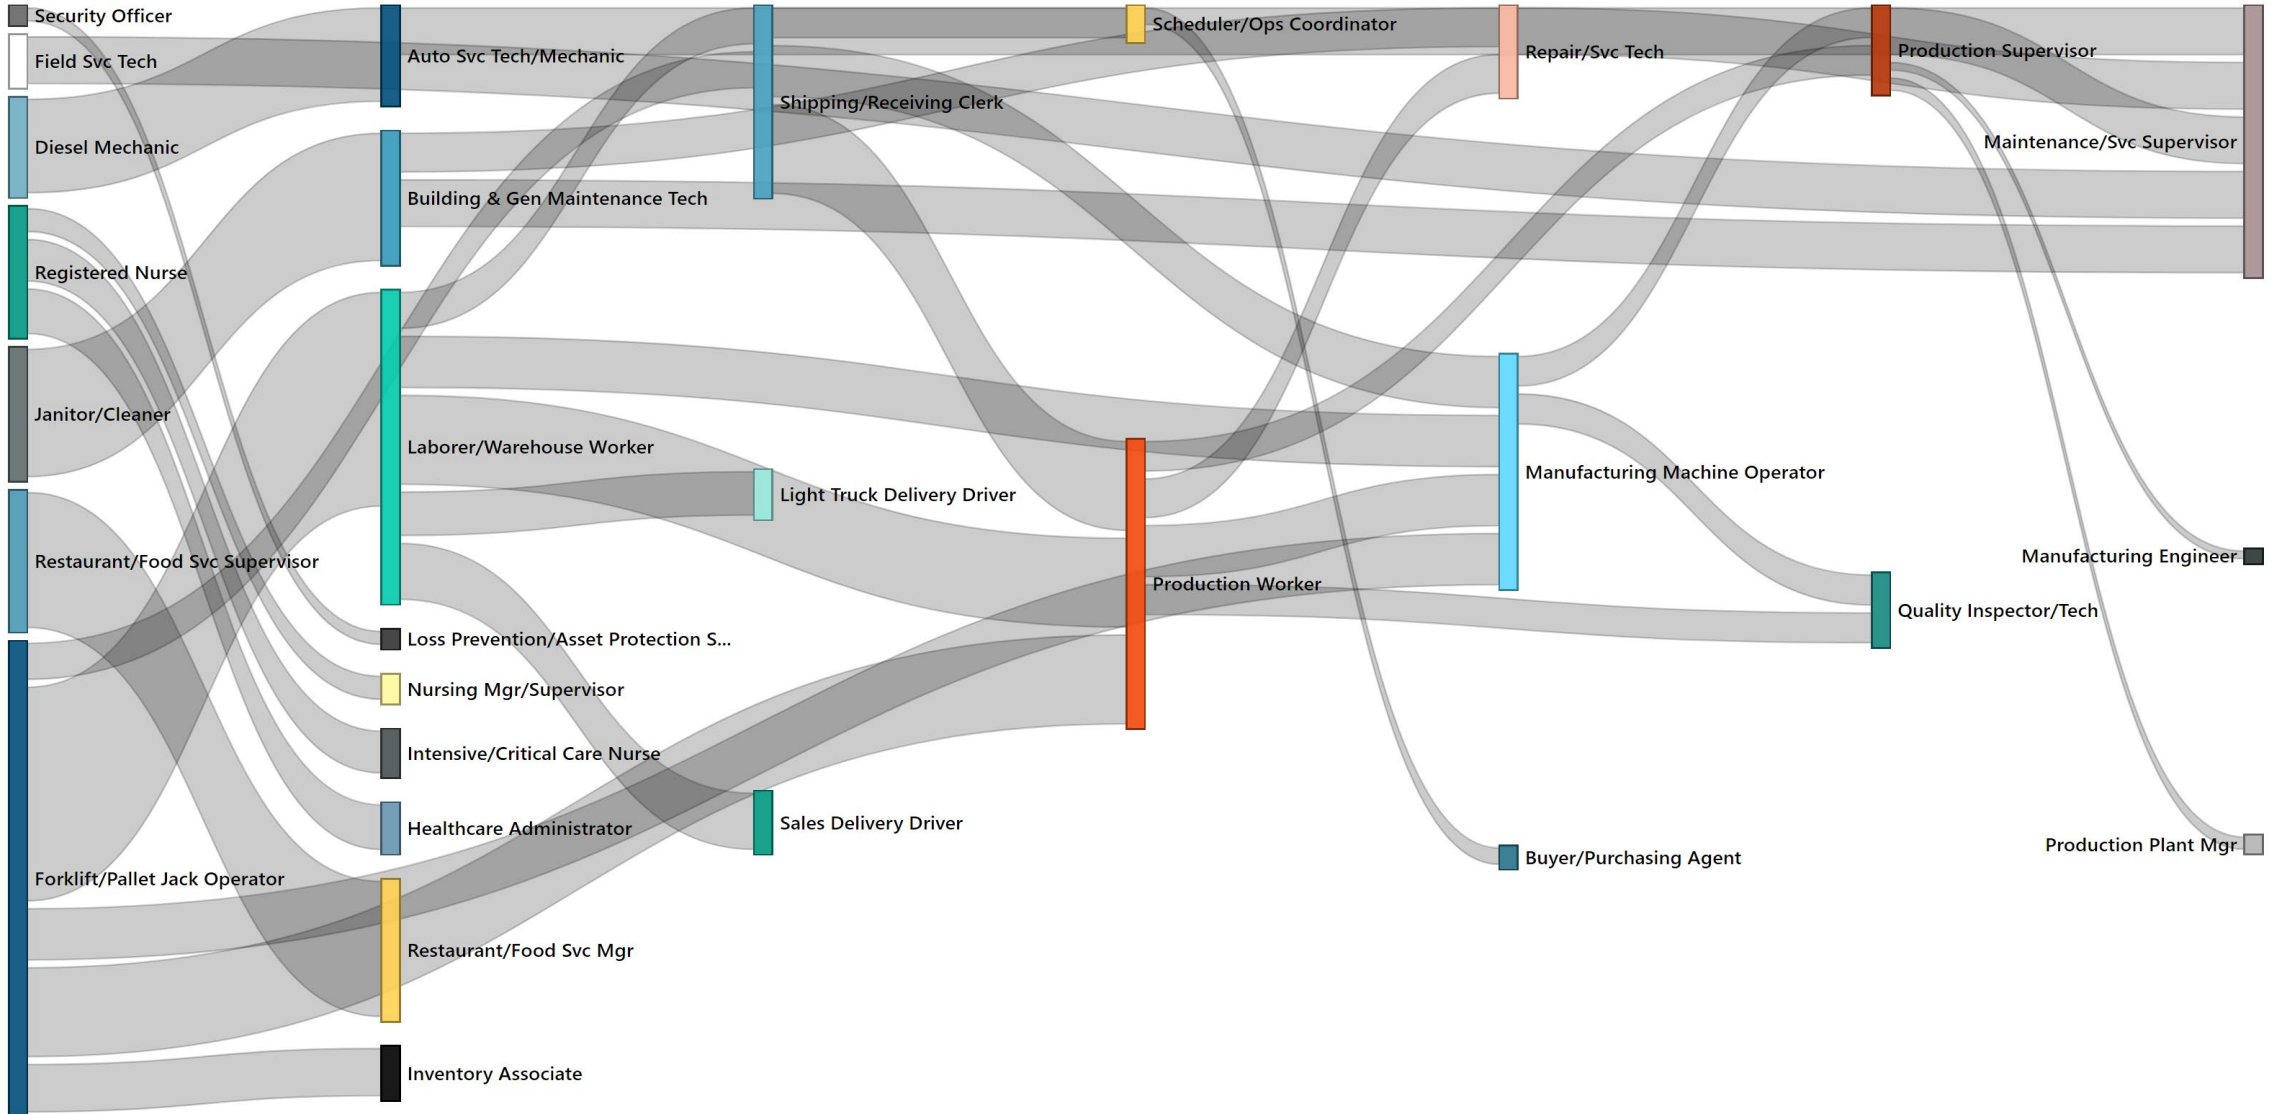 Security Officer
Field Svc Tech
Diesel Mechanic
Registered Nurse
Janitor/Cleaner
Restaurant/Food Svc Supervisor
Forklift/Pallet Jack Operator
Auto Svc Tech/Mechanic
Building & Gen Maintenance Tech
Laborer/Warehouse Worker
Loss Prevention/Asset Protection S...
Nursing Mgr/Supervisor
Intensive/Critical Care Nurse
Healthcare Administrator
Restaurant/Food Svc Mgr
Inventory Associate
Shipping/Receiving Clerk
Light Truck Delivery Driver
Sales Delivery Driver
Scheduler/Ops Coordinator
Production Worker
Repair/Svc Tech
Manufacturing Machine Operator
Buyer/Purchasing Agent
Production Supervisor
Quality Inspector/Tech
Maintenance/Svc Supervisor
Manufacturing Engineer
Production Plant Mgr